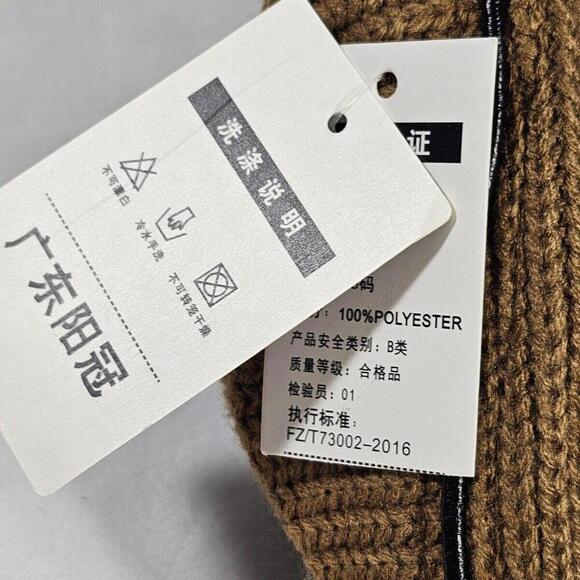 洗涤说明
不可漂白
冷水手洗
不可转笼干燥
广东阳冠
证
码
: 100%POLYESTER
产品安全类别: B类
质量等级: 合格品
检验员: 01
执行标准:
FZ/T73002-2016